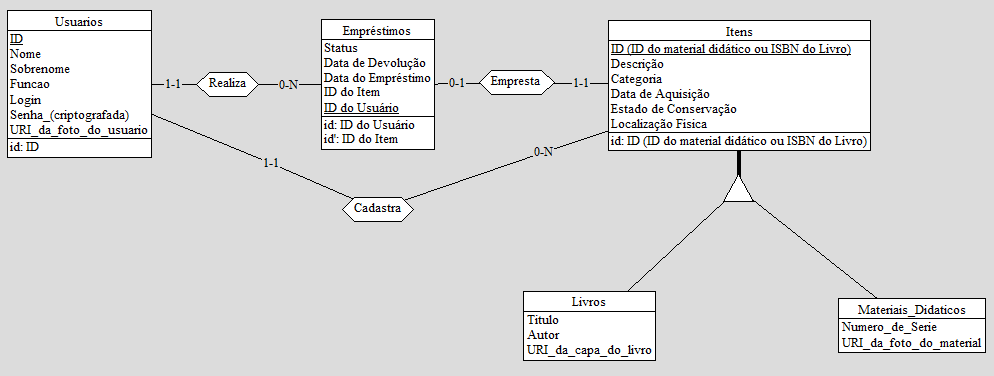 Usuarios
ID
Nome
Sobrenome
Funcao
Login
Senha_(criptografada)
URI_da_foto_do_usuario
id: ID
1-1
Realiza
0-N
Empréstimos
Status
Data de Devolução
Data do Empréstimo
ID do Item
ID do Usuário
id: ID do Usuário
id': ID do Item
0-1
Empresta
1-1
Itens
ID (ID do material didático ou ISBN do Livro)
Descrição
Categoria
Data de Aquisição
Estado de Conservação
Localização Física
id: ID (ID do material didático ou ISBN do Livro)
1-1
Cadastra
0-N
Livros
Titulo
Autor
URI_da_capa_do_livro
Materiais_Didaticos
Numero_de_Serie
URI_da_foto_do_material